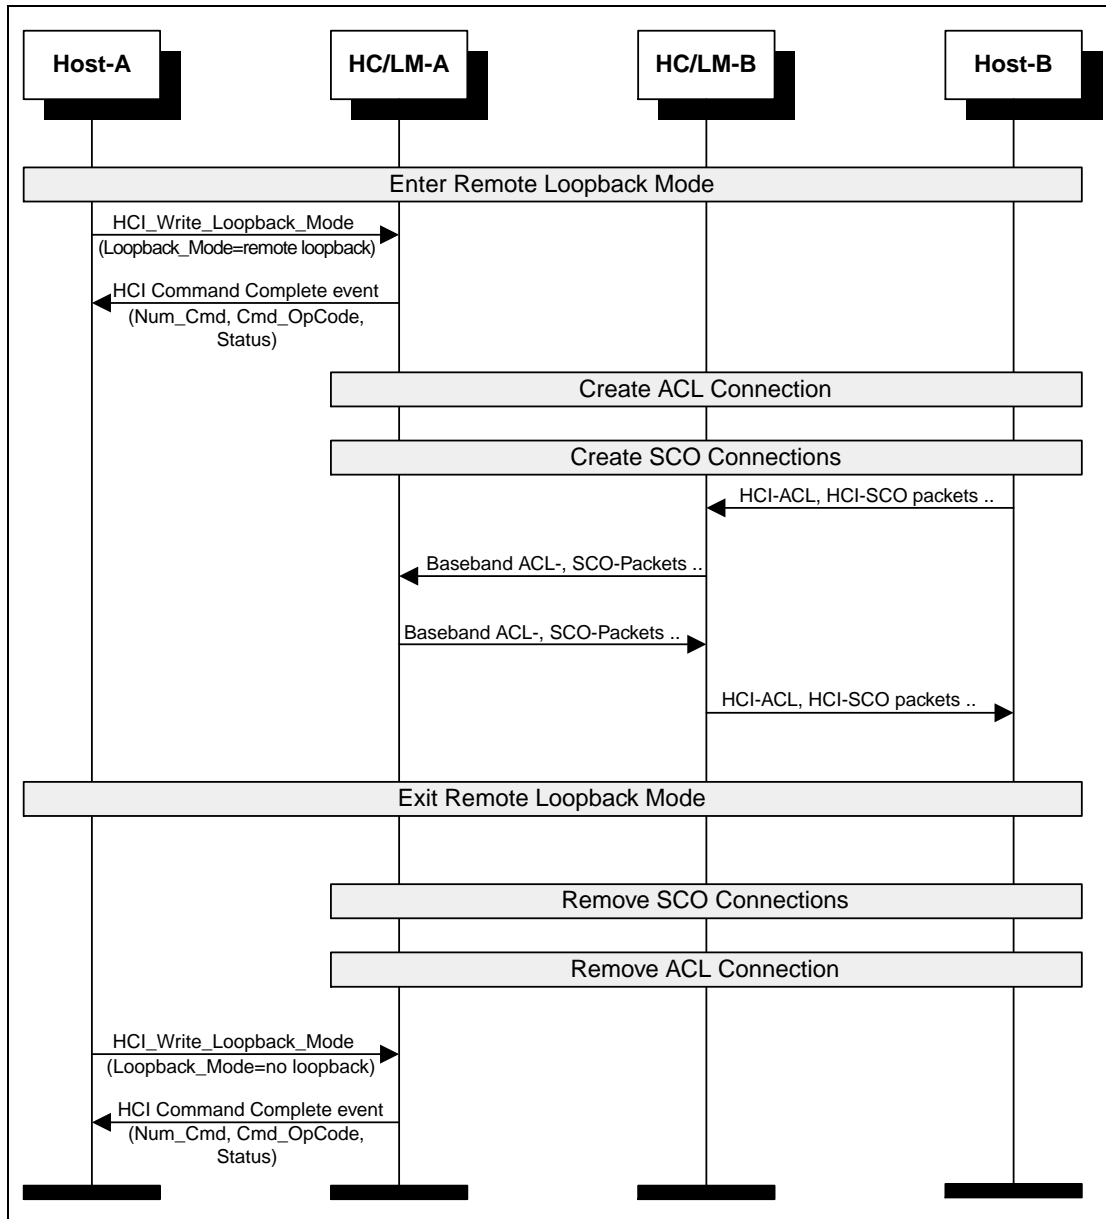 Host-A
HC/LM-A
HC/LM-B
Host-B
Enter Remote Loopback Mode
HCI_Write_Loopback_Mode
(Loopback_Mode=remote loopback)
HCI Command Complete event
(Num_Cmd, Cmd_OpCode,
Status)
Create ACL Connection
Create SCO Connections
HCI-ACL, HCI-SCO packets ..
Baseband ACL-, SCO-Packets ..
Baseband ACL-, SCO-Packets ..
HCI-ACL, HCI-SCO packets ..
Exit Remote Loopback Mode
Remove SCO Connections
Remove ACL Connection
HCI_Write_Loopback_Mode
(Loopback_Mode=no loopback)
HCI Command Complete event
(Num_Cmd, Cmd_OpCode,
Status)